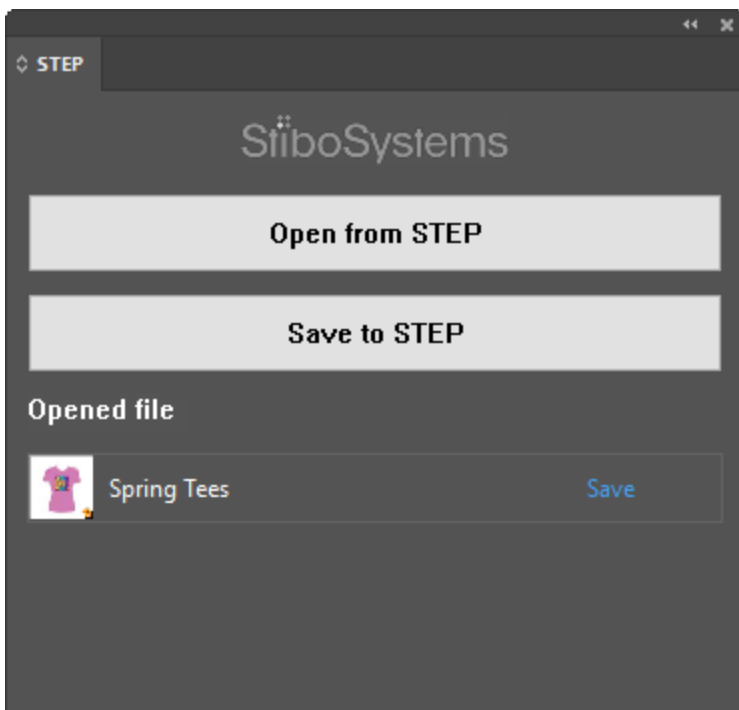 STEP
StiboSystems
Open from STEP
Save to STEP
Opened file
Spring Tees Save